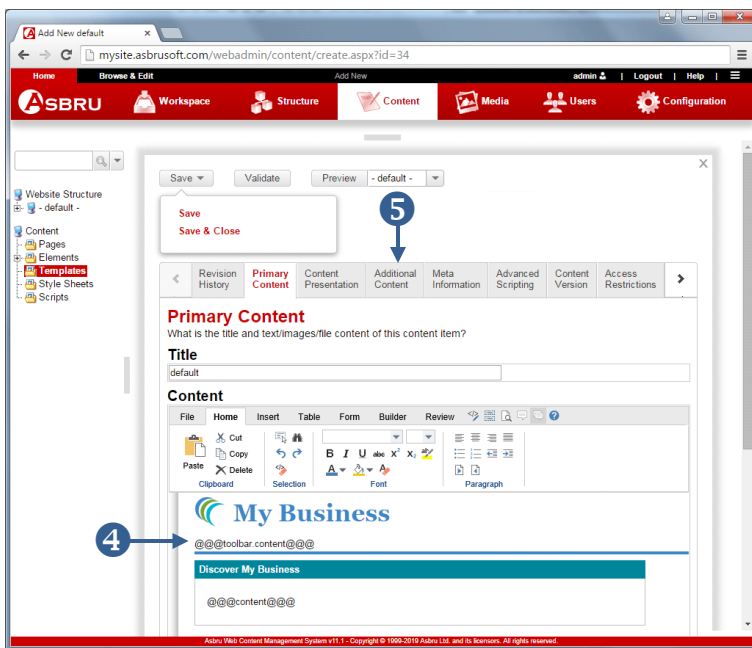 Add New default
mysite.asbrusoft.com/webadmin/content/create.aspx?id=34
Home Browse & Edit Add New admin | Logout | Help |
ASBRU Workspace Structure Content Media Users Configuration
Save Validate Preview - default -
Website Structure
- default -
Content
Pages
Elements
Templates
Style Sheets
Scripts
Save
Save & Close
5
Revision History Primary Content Content Presentation Additional Content Meta Information Advanced Scripting Content Version Access Restrictions
Primary Content
What is the title and text/images/file content of this content item?
Title
default
Content
File Home Insert Table Form Builder Review
Paste Cut Copy Delete
B I U abc X² X₂
A
Clipboard Selection Font Paragraph
My Business
4
@@@toolbar.content@@@
Discover My Business
@@@content@@@
Asbru Web Content Management System v11.1 - Copyright © 1999-2019 Asbru Ltd. and its licensors. All rights reserved.